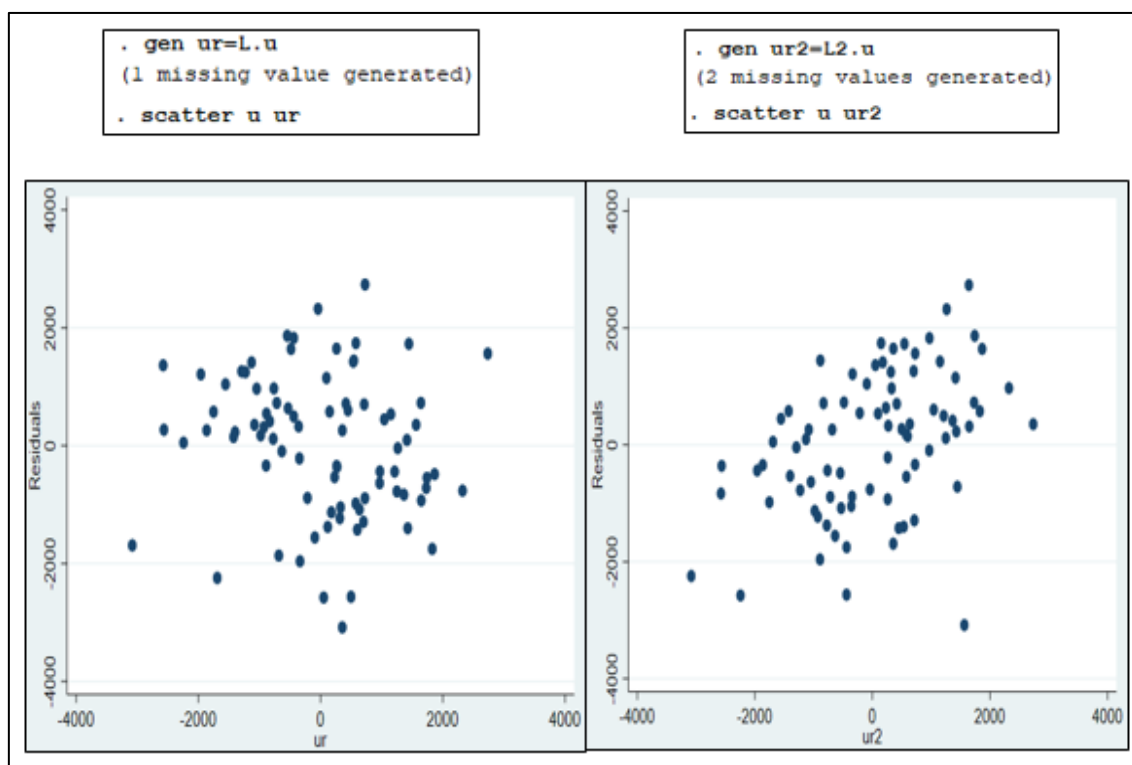 . gen ur=L.u
(1 missing value generated)
. scatter u ur
. gen ur2=L2.u
(2 missing values generated)
. scatter u ur2
Residuals
4000
2000
0
-2000
-4000
-4000 -2000 0 2000 4000
ur
Residuals
4000
2000
0
-2000
-4000
-4000 -2000 0 2000 4000
ur2